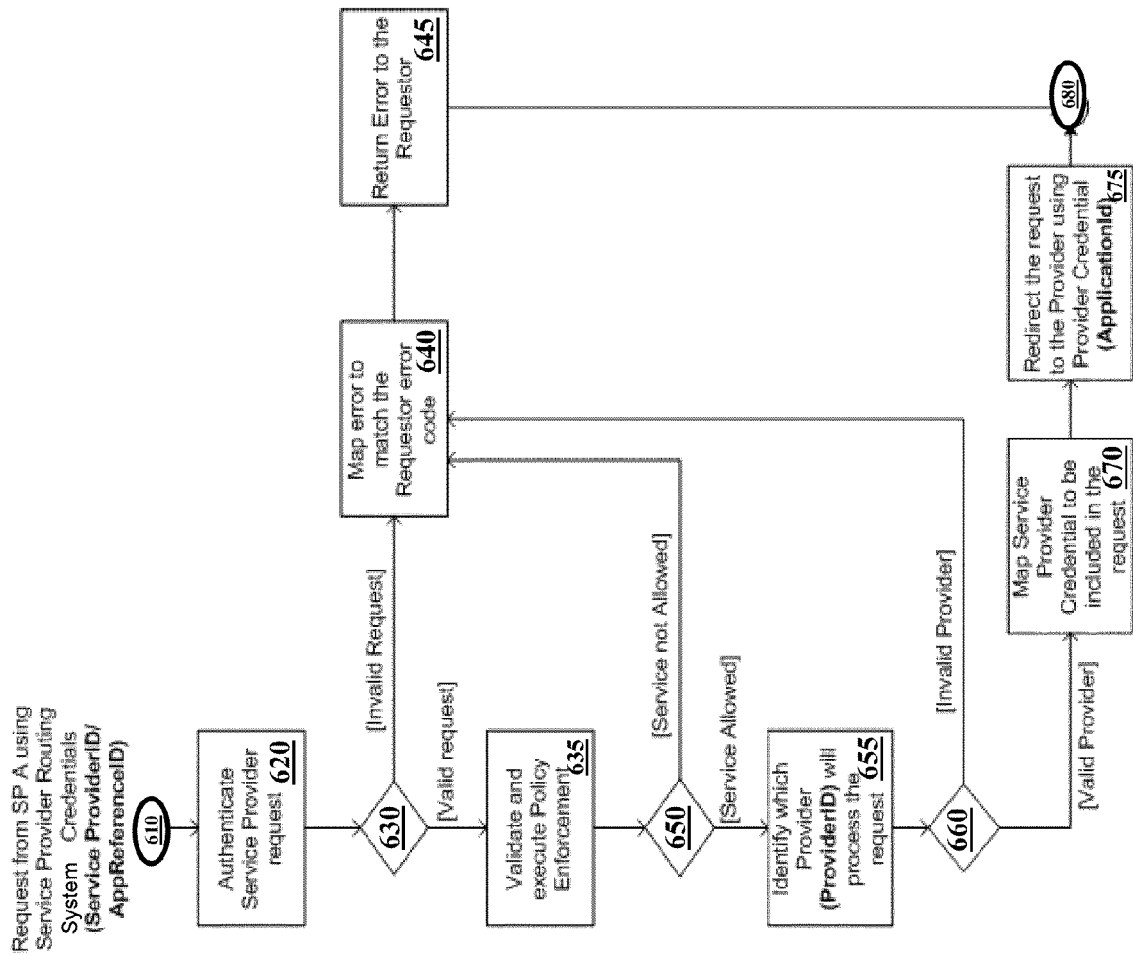 Request from SP A using
Service Provider Routing
System Credentials
(Service ProviderID/
AppReferenceID)
610
Authenticate
Service Provider
request 620
630
[Invalid Request]
[Valid request]
Map error to
match the
Requestor error
code 640
Return Error to the
Requestor
645
Validate and
execute Policy
Enforcement 635
650
[Service not Allowed]
[Service Allowed]
Identify which
Provider
(ProviderID) will
process the
request 655
660
[Invalid Provider]
[Valid Provider]
Map Service
Provider
Credential to be
included in the
request 670
Redirect the request
to the Provider using
Provider Credential
(ApplicationId) 675
680